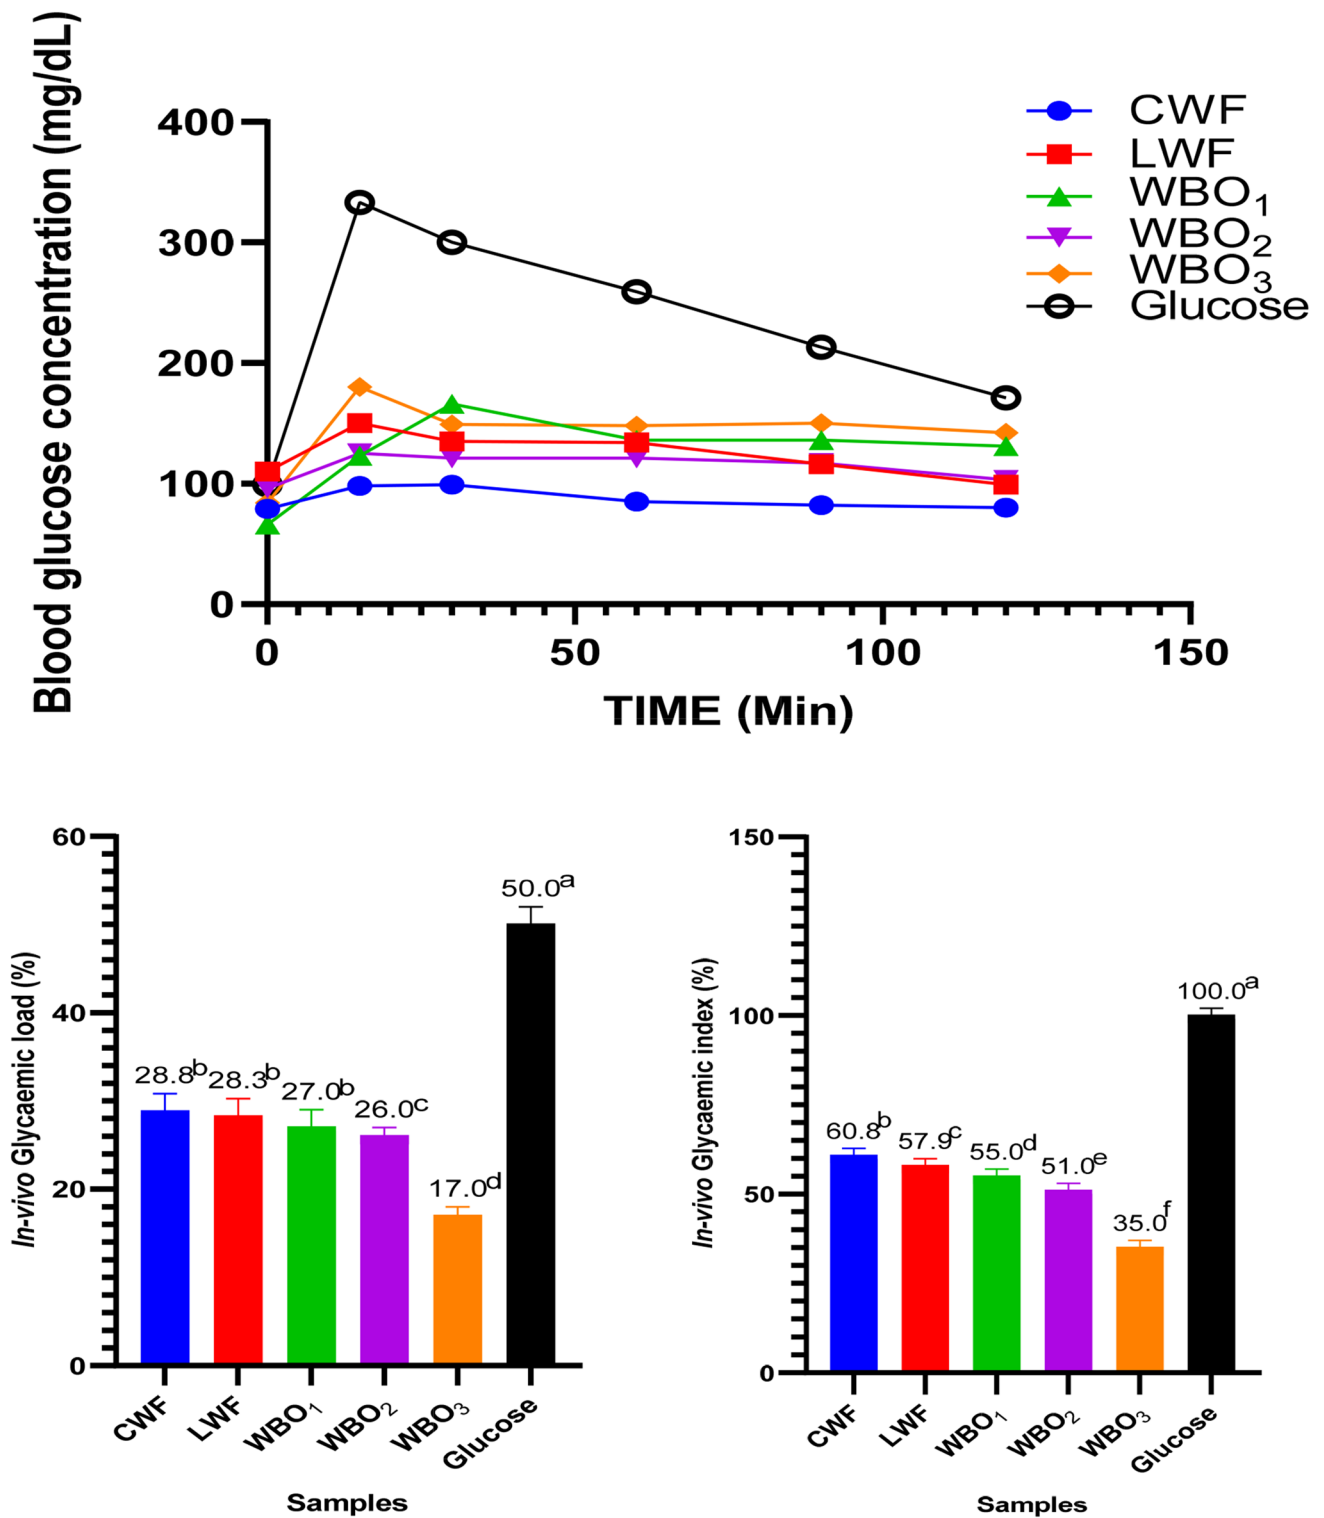 Blood glucose concentration (mg/dL)
400
300
200
100
0
0 50 100 150
TIME (Min)
CWF
LWF
WBO₁
WBO₂
WBO₃
Glucose
In-vivo Glycaemic load (%)
60
40
20
0
28.8ᵇ
28.3ᵇ
27.0ᵇ
26.0ᶜ
17.0ᵈ
50.0ᵃ
CWF
LWF
WBO₁
WBO₂
WBO₃
Glucose
Samples
In-vivo Glycaemic index (%)
150
100
50
0
60.8ᵇ
57.9ᶜ
55.0ᵈ
51.0ᵉ
35.0ᶠ
100.0ᵃ
CWF
LWF
WBO₁
WBO₂
WBO₃
Glucose
Samples